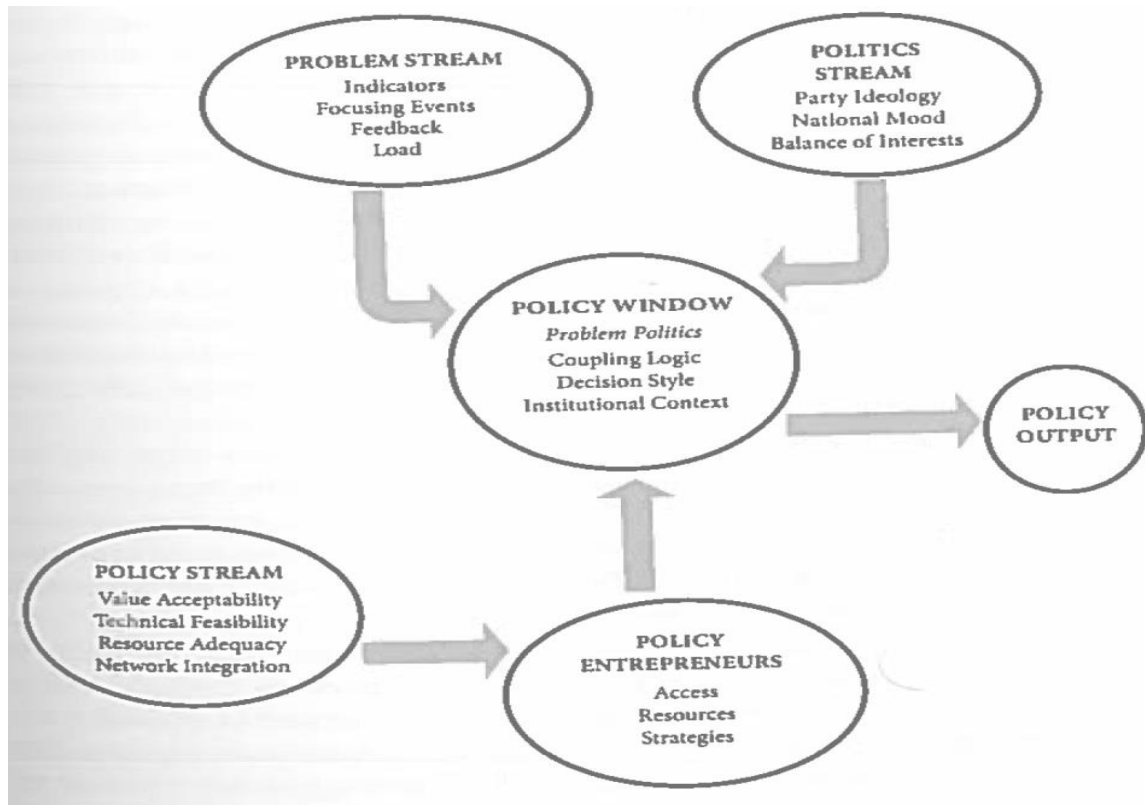 PROBLEM STREAM
Indicators
Focusing Events
Feedback
Load
POLITICS
STREAM
Party Ideology
National Mood
Balance of Interests
POLICY WINDOW
Problem Politics
Coupling Logic
Decision Style
Institutional Context
POLICY
OUTPUT
POLICY STREAM
Value Acceptability
Technical Feasibility
Resource Adequacy
Network Integration
POLICY
ENTREPRENEURS
Access
Resources
Strategies